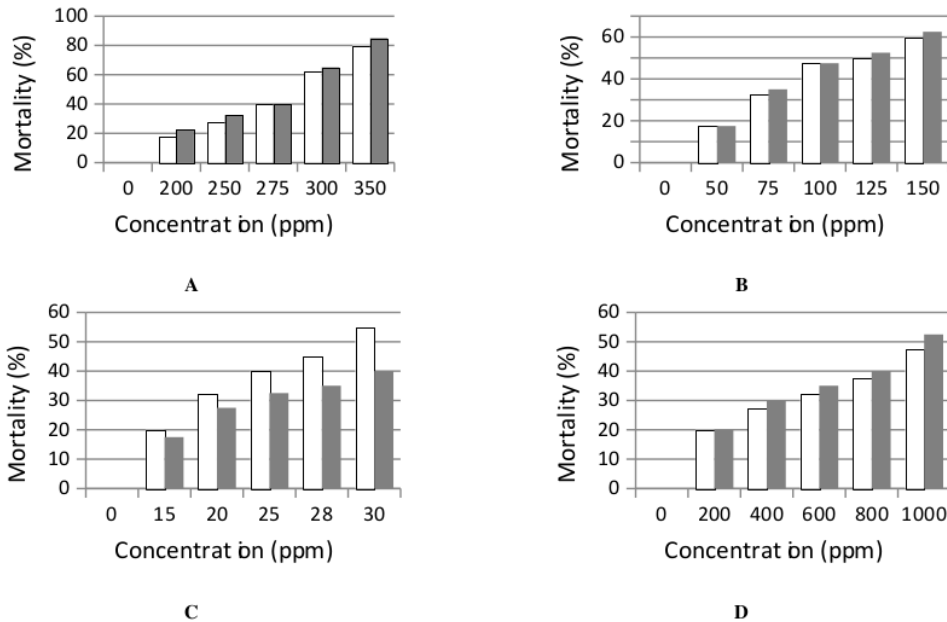 100
80
60
40
20
0
Mortality (%)
0 200 250 275 300 350
Concentrat ion (ppm)
A
60
40
20
0
Mortality (%)
0 50 75 100 125 150
Concentrat ion (ppm)
B
60
50
40
30
20
10
0
Mortality (%)
0 15 20 25 28 30
Concentrat ion (ppm)
C
60
50
40
30
20
10
0
Mortality (%)
0 200 400 600 800 1000
Concentrat ion (ppm)
D